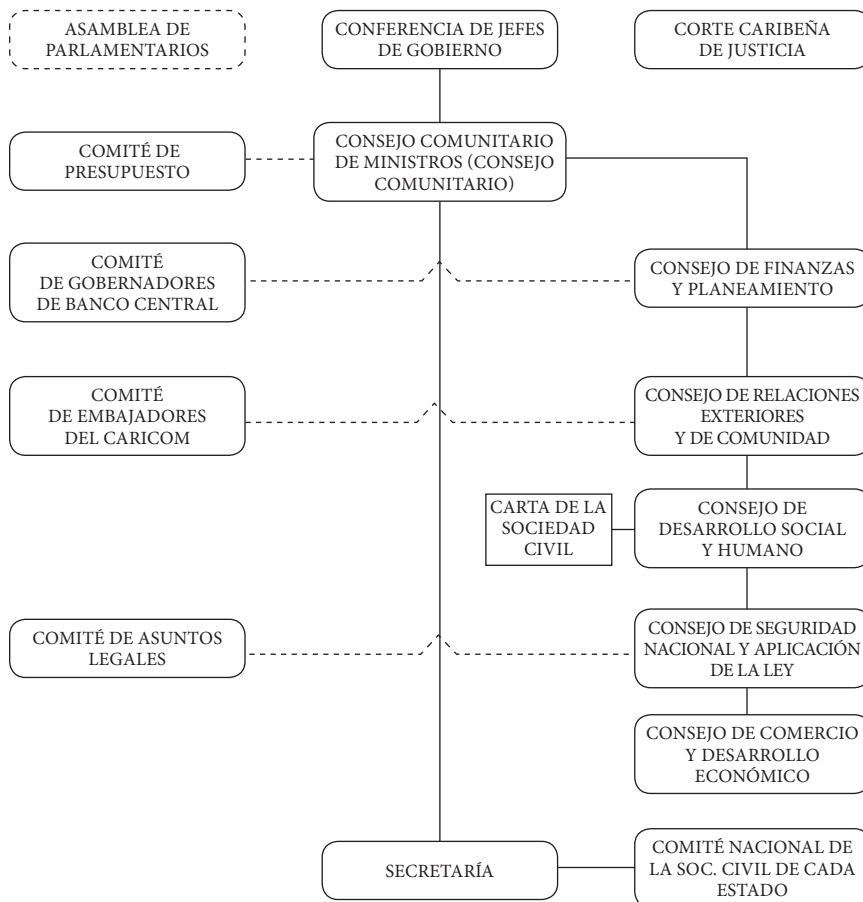 ASAMBLEA DE
PARLAMENTARIOS
CONFERENCIA DE JEFES
DE GOBIERNO
CORTE CARIBEÑA
DE JUSTICIA
COMITÉ DE
PRESUPUESTO
CONSEJO COMUNITARIO
DE MINISTROS (CONSEJO
COMUNITARIO)
COMITÉ
DE GOBERNADORES
DE BANCO CENTRAL
CONSEJO DE FINANZAS
Y PLANEAMIENTO
COMITÉ
DE EMBAJADORES
DEL CARICOM
CONSEJO DE RELACIONES
EXTERIORES
Y DE COMUNIDAD
CARTA DE LA
SOCIEDAD
CIVIL
CONSEJO DE
DESARROLLO SOCIAL
Y HUMANO
COMITÉ DE ASUNTOS
LEGALES
CONSEJO DE SEGURIDAD
NACIONAL Y APLICACIÓN
DE LA LEY
CONSEJO DE COMERCIO
Y DESARROLLO
ECONÓMICO
SECRETARÍA
COMITÉ NACIONAL DE
LA SOC. CIVIL DE CADA
ESTADO